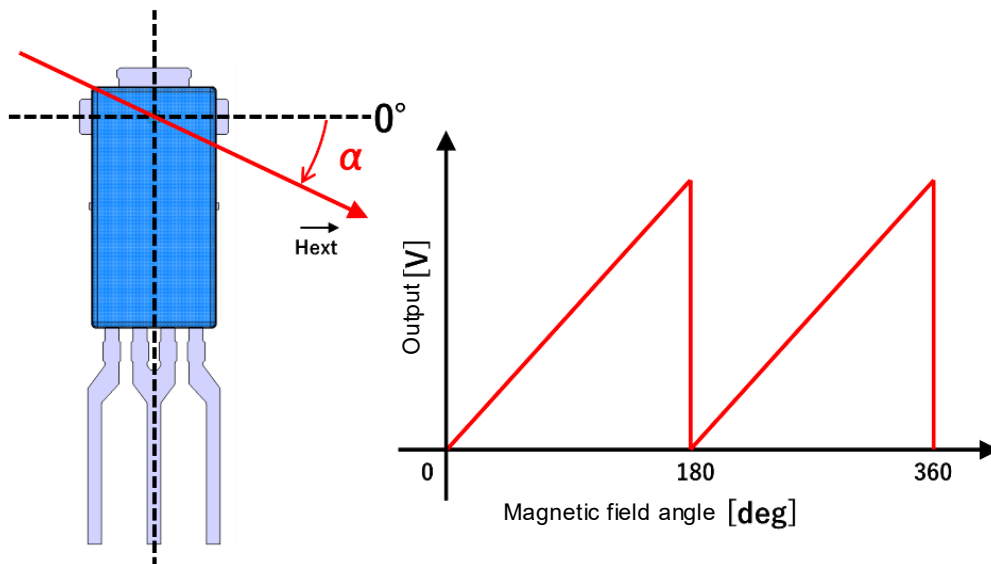 0°
α
Hext
Output [V]
0
180
360
Magnetic field angle [deg]